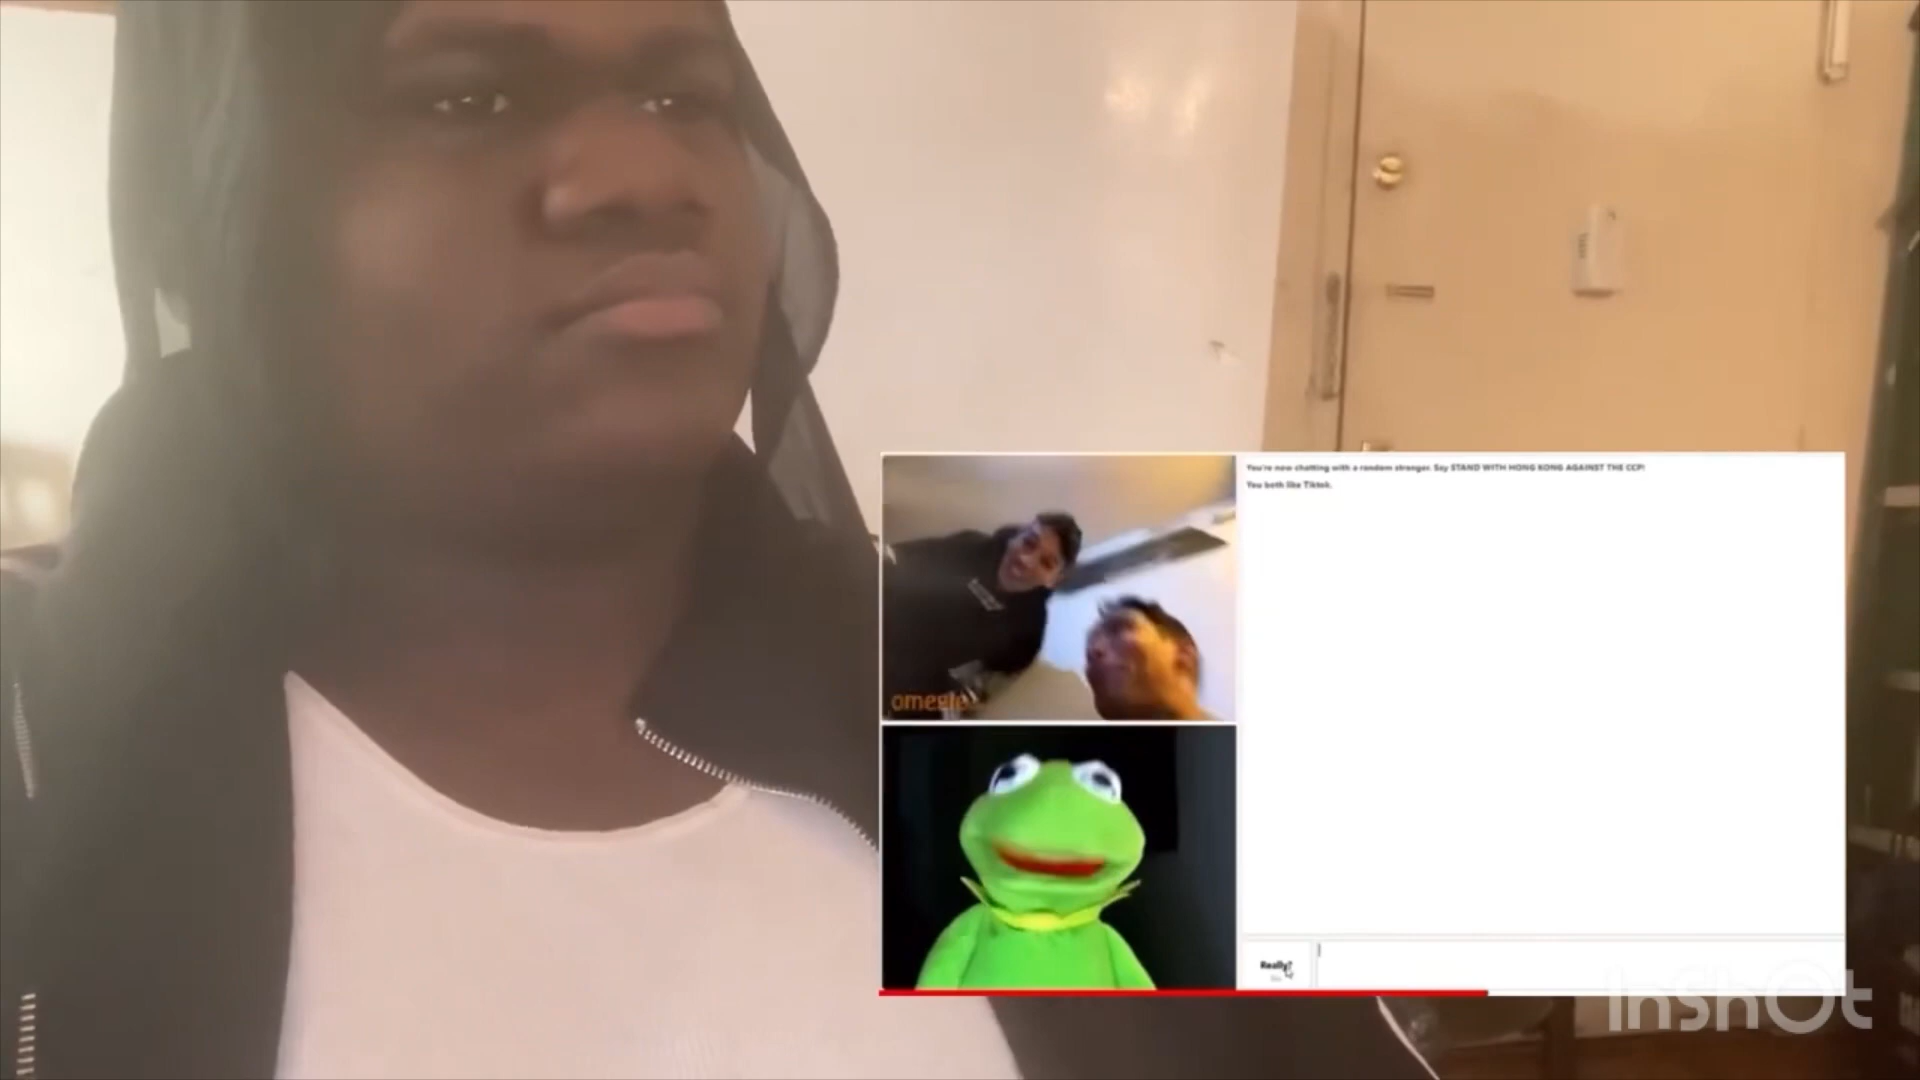 You're now chatting with a random stranger. Say STAND WITH HONG KONG AGAINST THE CCP!
You both like Tiktok.
omegle
Really?
InShOt